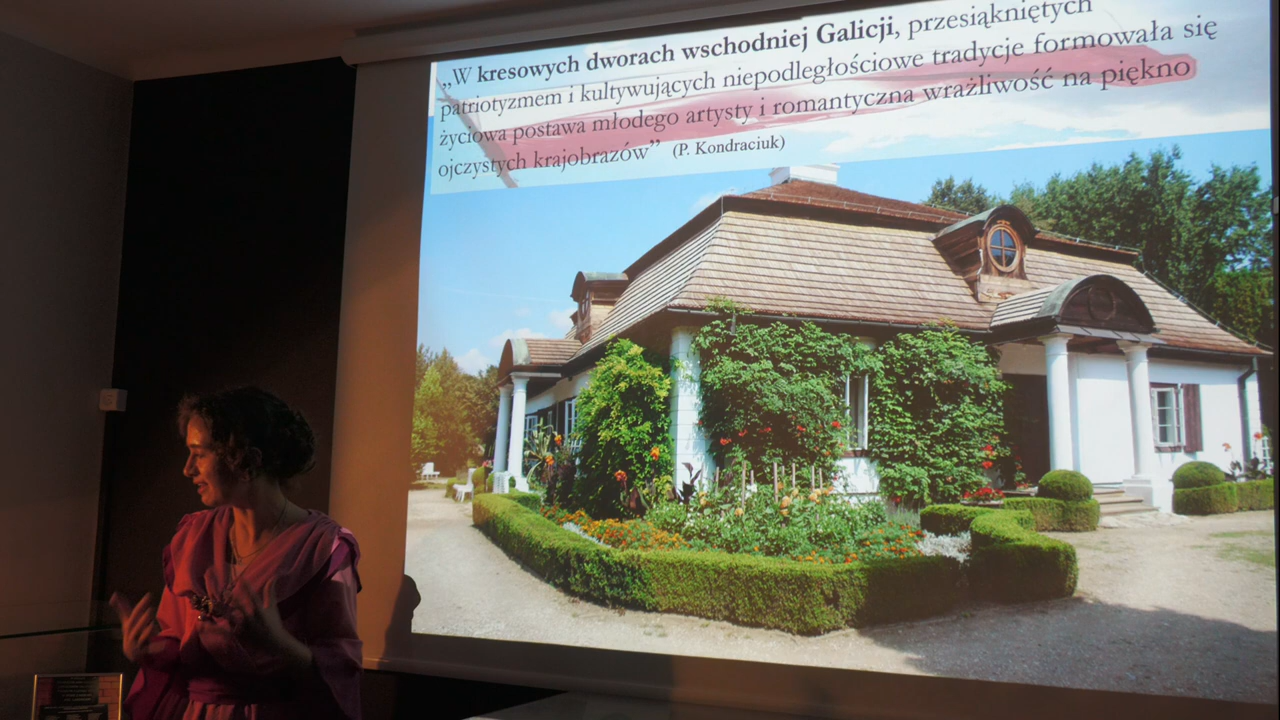 „W kresowych dworach wschodniej Galicji, przesiąkniętych
patriotyzmem i kultywujących niepodległościowe tradycje formowała się
życiowa postawa młodego artysty i romantyczna wrażliwość na piękno
ojczystych krajobrazów” (P. Kondraciuk)